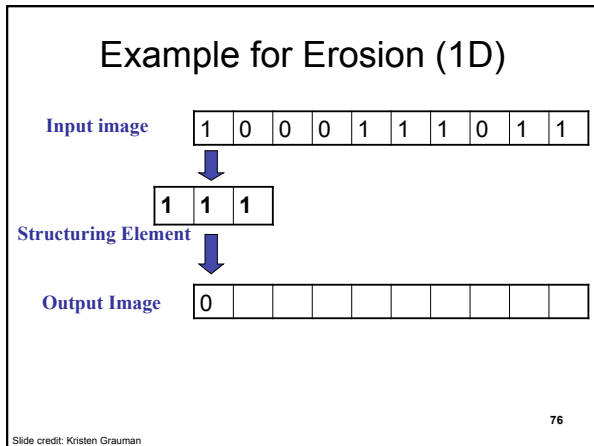 Example for Erosion (1D)
Input image 1 0 0 0 1 1 1 0 1 1
1 1 1
Structuring Element
Output Image 0
76
Slide credit: Kristen Grauman